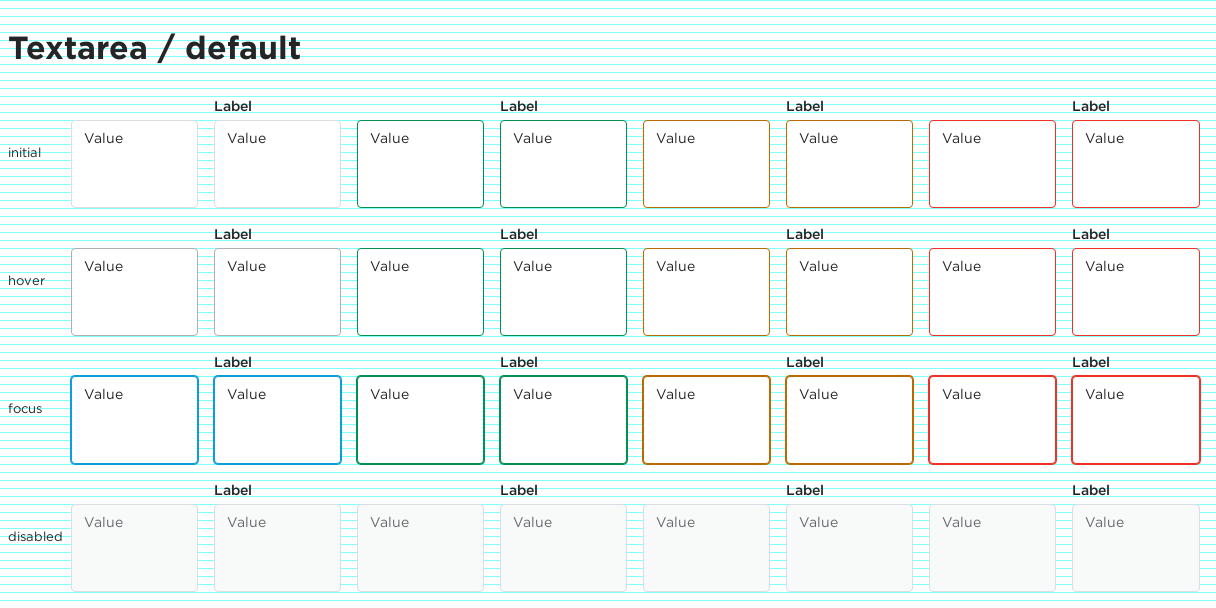 Textarea / default
Label Label Label Label
initial Value Value Value Value Value Value Value Value
Label Label Label Label
hover Value Value Value Value Value Value Value Value
Label Label Label Label
focus Value Value Value Value Value Value Value Value
Label Label Label Label
disabled Value Value Value Value Value Value Value Value